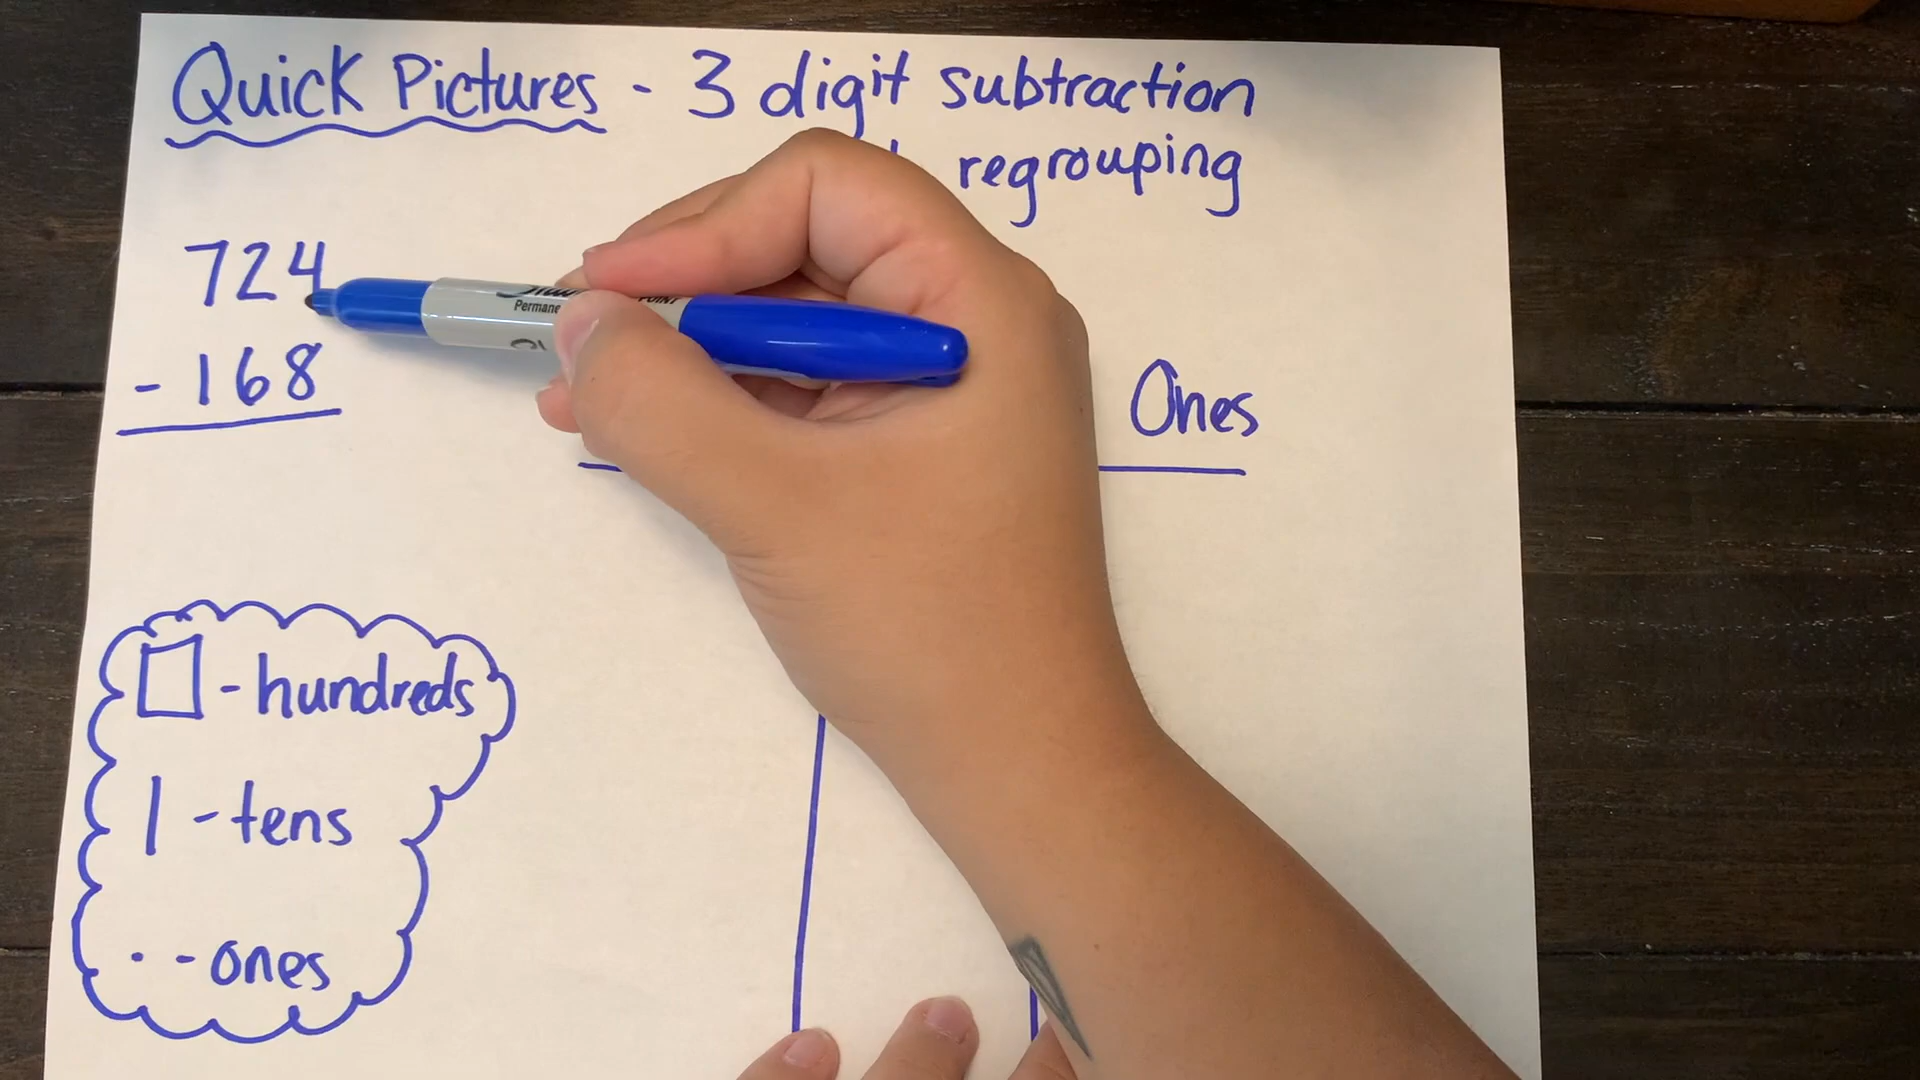 Quick Pictures - 3 digit subtraction
regrouping
724
- 168
Ones
- hundreds
- tens
- ones